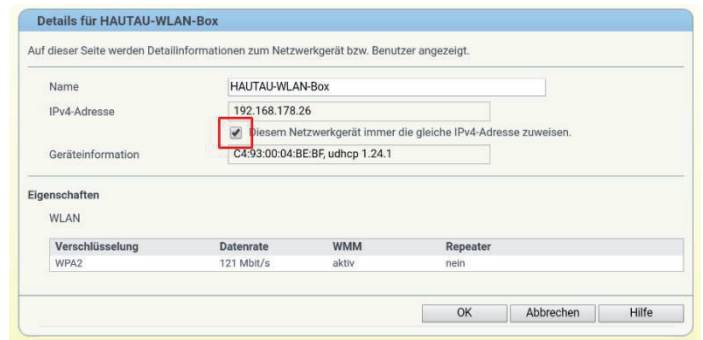 Details für HAUTAU-WLAN-Box
Auf dieser Seite werden Detailinformationen zum Netzwerkgerät bzw. Benutzer angezeigt.
Name HAUTAU-WLAN-Box
IPv4-Adresse 192.168.178.26
Diesem Netzwerkgerät immer die gleiche IPv4-Adresse zuweisen.
Geräteinformation C4:93:00:04:BE:BF, udhcp 1.24.1
Eigenschaften
WLAN
Verschlüsselung Datenrate WMM Repeater
WPA2 121 Mbit/s aktiv nein
OK Abbrechen Hilfe